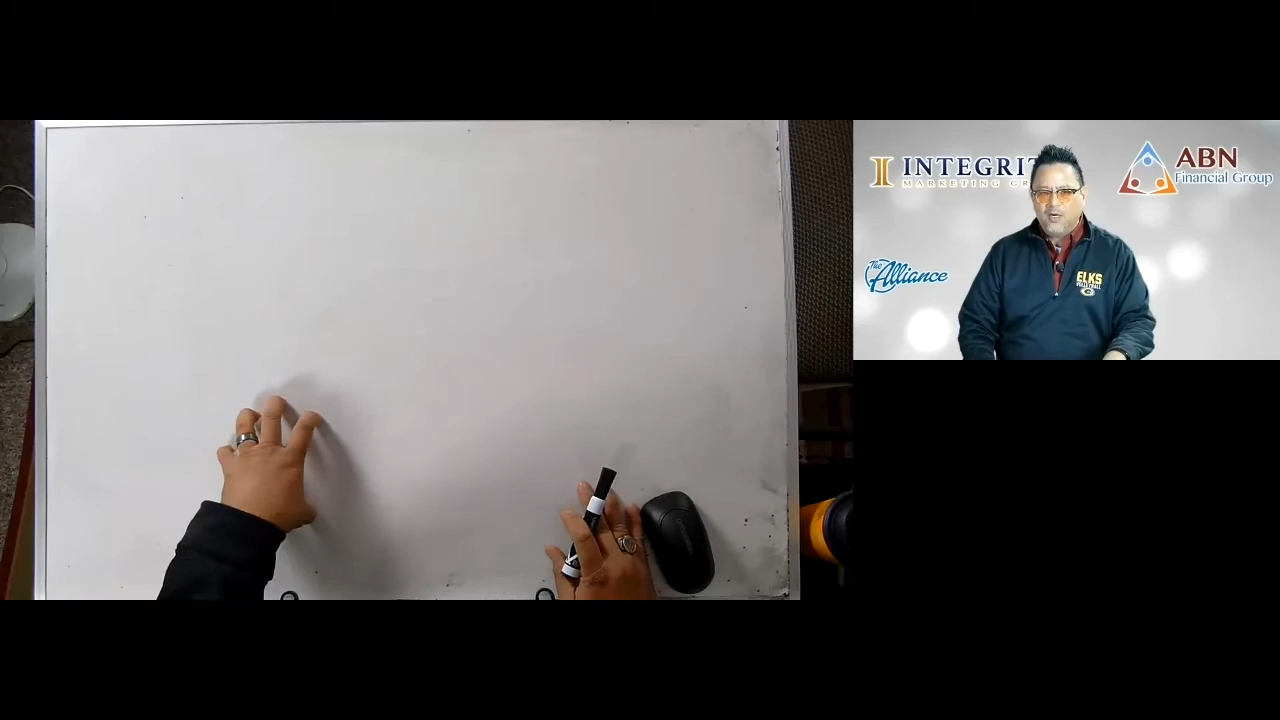 INTEGRIT
MARKETING GR
ABN
Financial Group
The
Alliance
ELKS
VOLLEYBALL
G